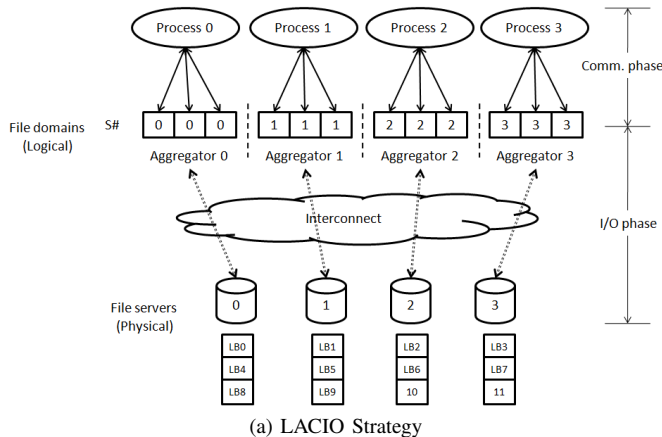 Process 0 Process 1 Process 2 Process 3
Comm. phase
File domains
(Logical)
S# 0 0 0 1 1 1 2 2 2 3 3 3
Aggregator 0 Aggregator 1 Aggregator 2 Aggregator 3
Interconnect
I/O phase
File servers
(Physical)
0 1 2 3
LB0 LB1 LB2 LB3
LB4 LB5 LB6 LB7
LB8 LB9 10 11
(a) LACIO Strategy